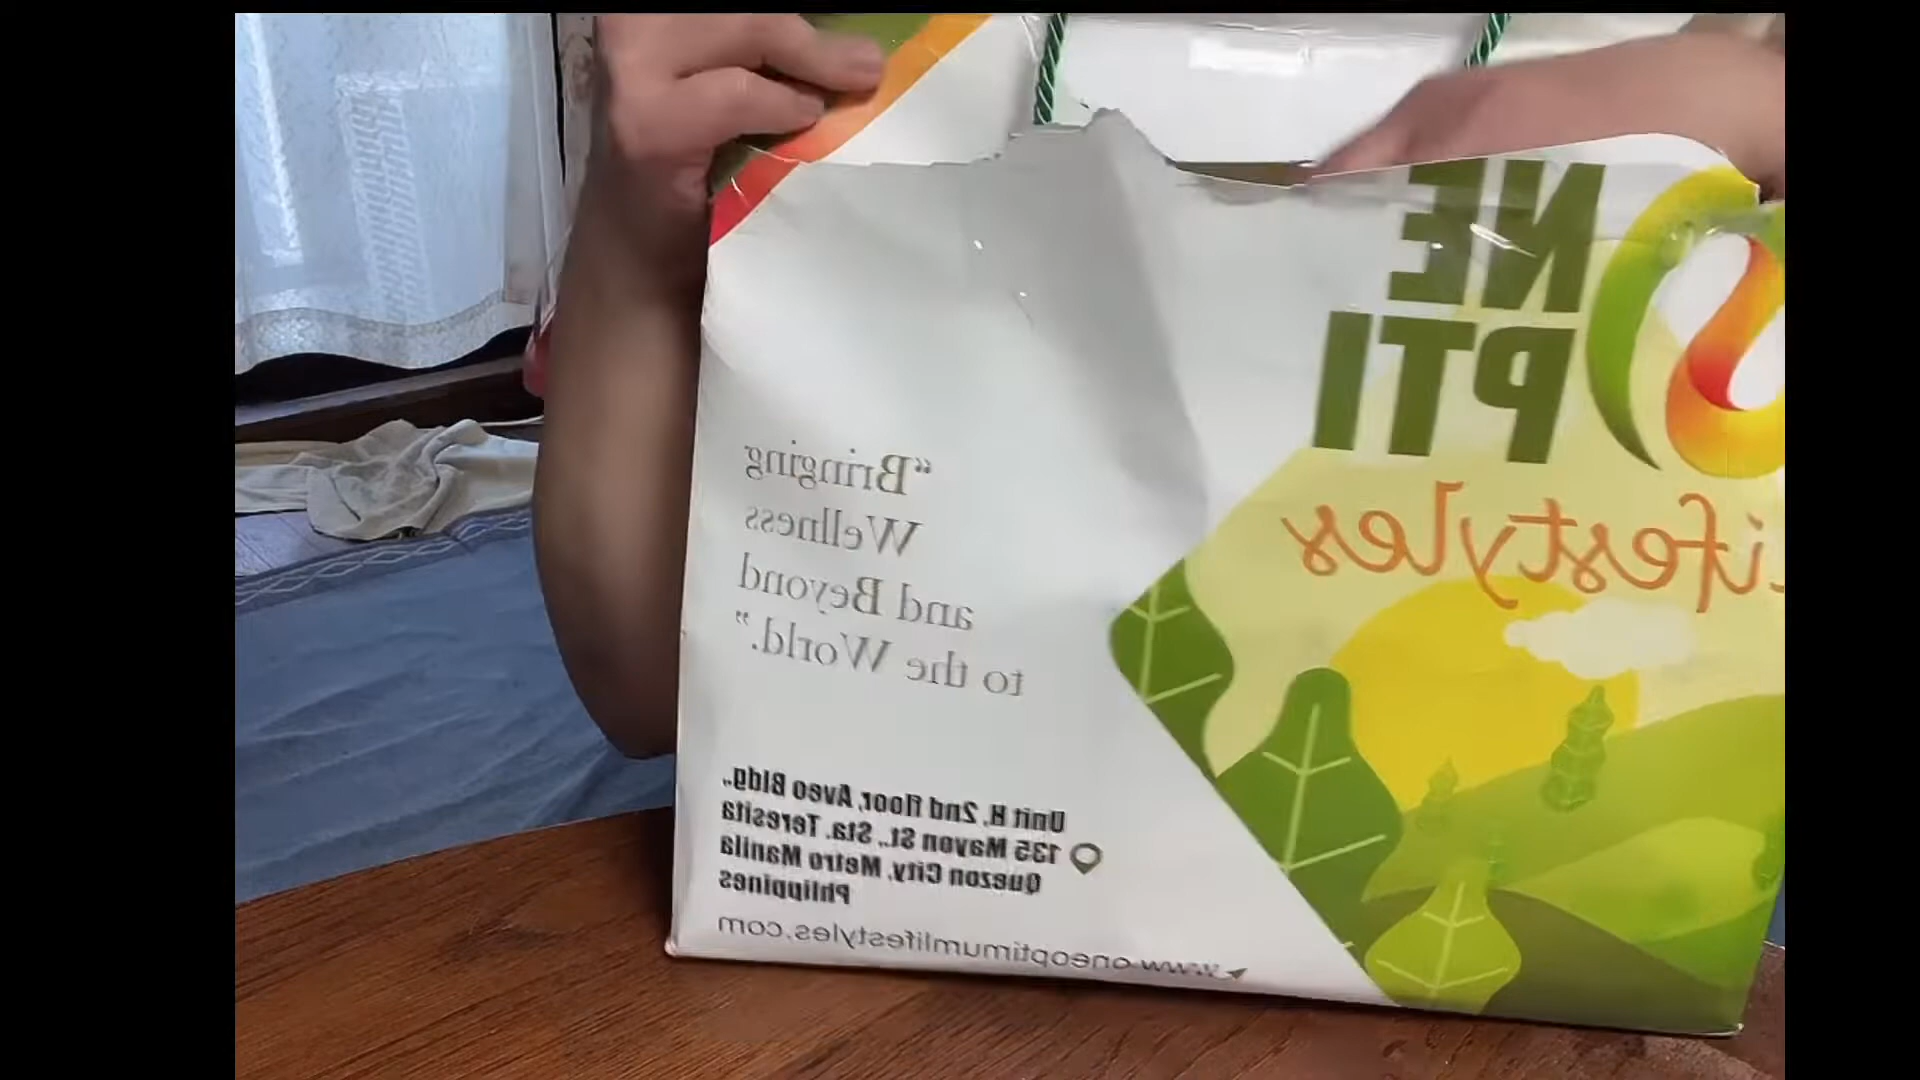 NE
PTI
ifestyles
“Bringing
Wellness
and Beyond
to the World.”
Unit H, 2nd floor, Aveo Bldg.,
135 Mayon St., Sta. Teresita
Quezon City, Metro Manila
Philippines
www.oneoptimumlifestyles.com